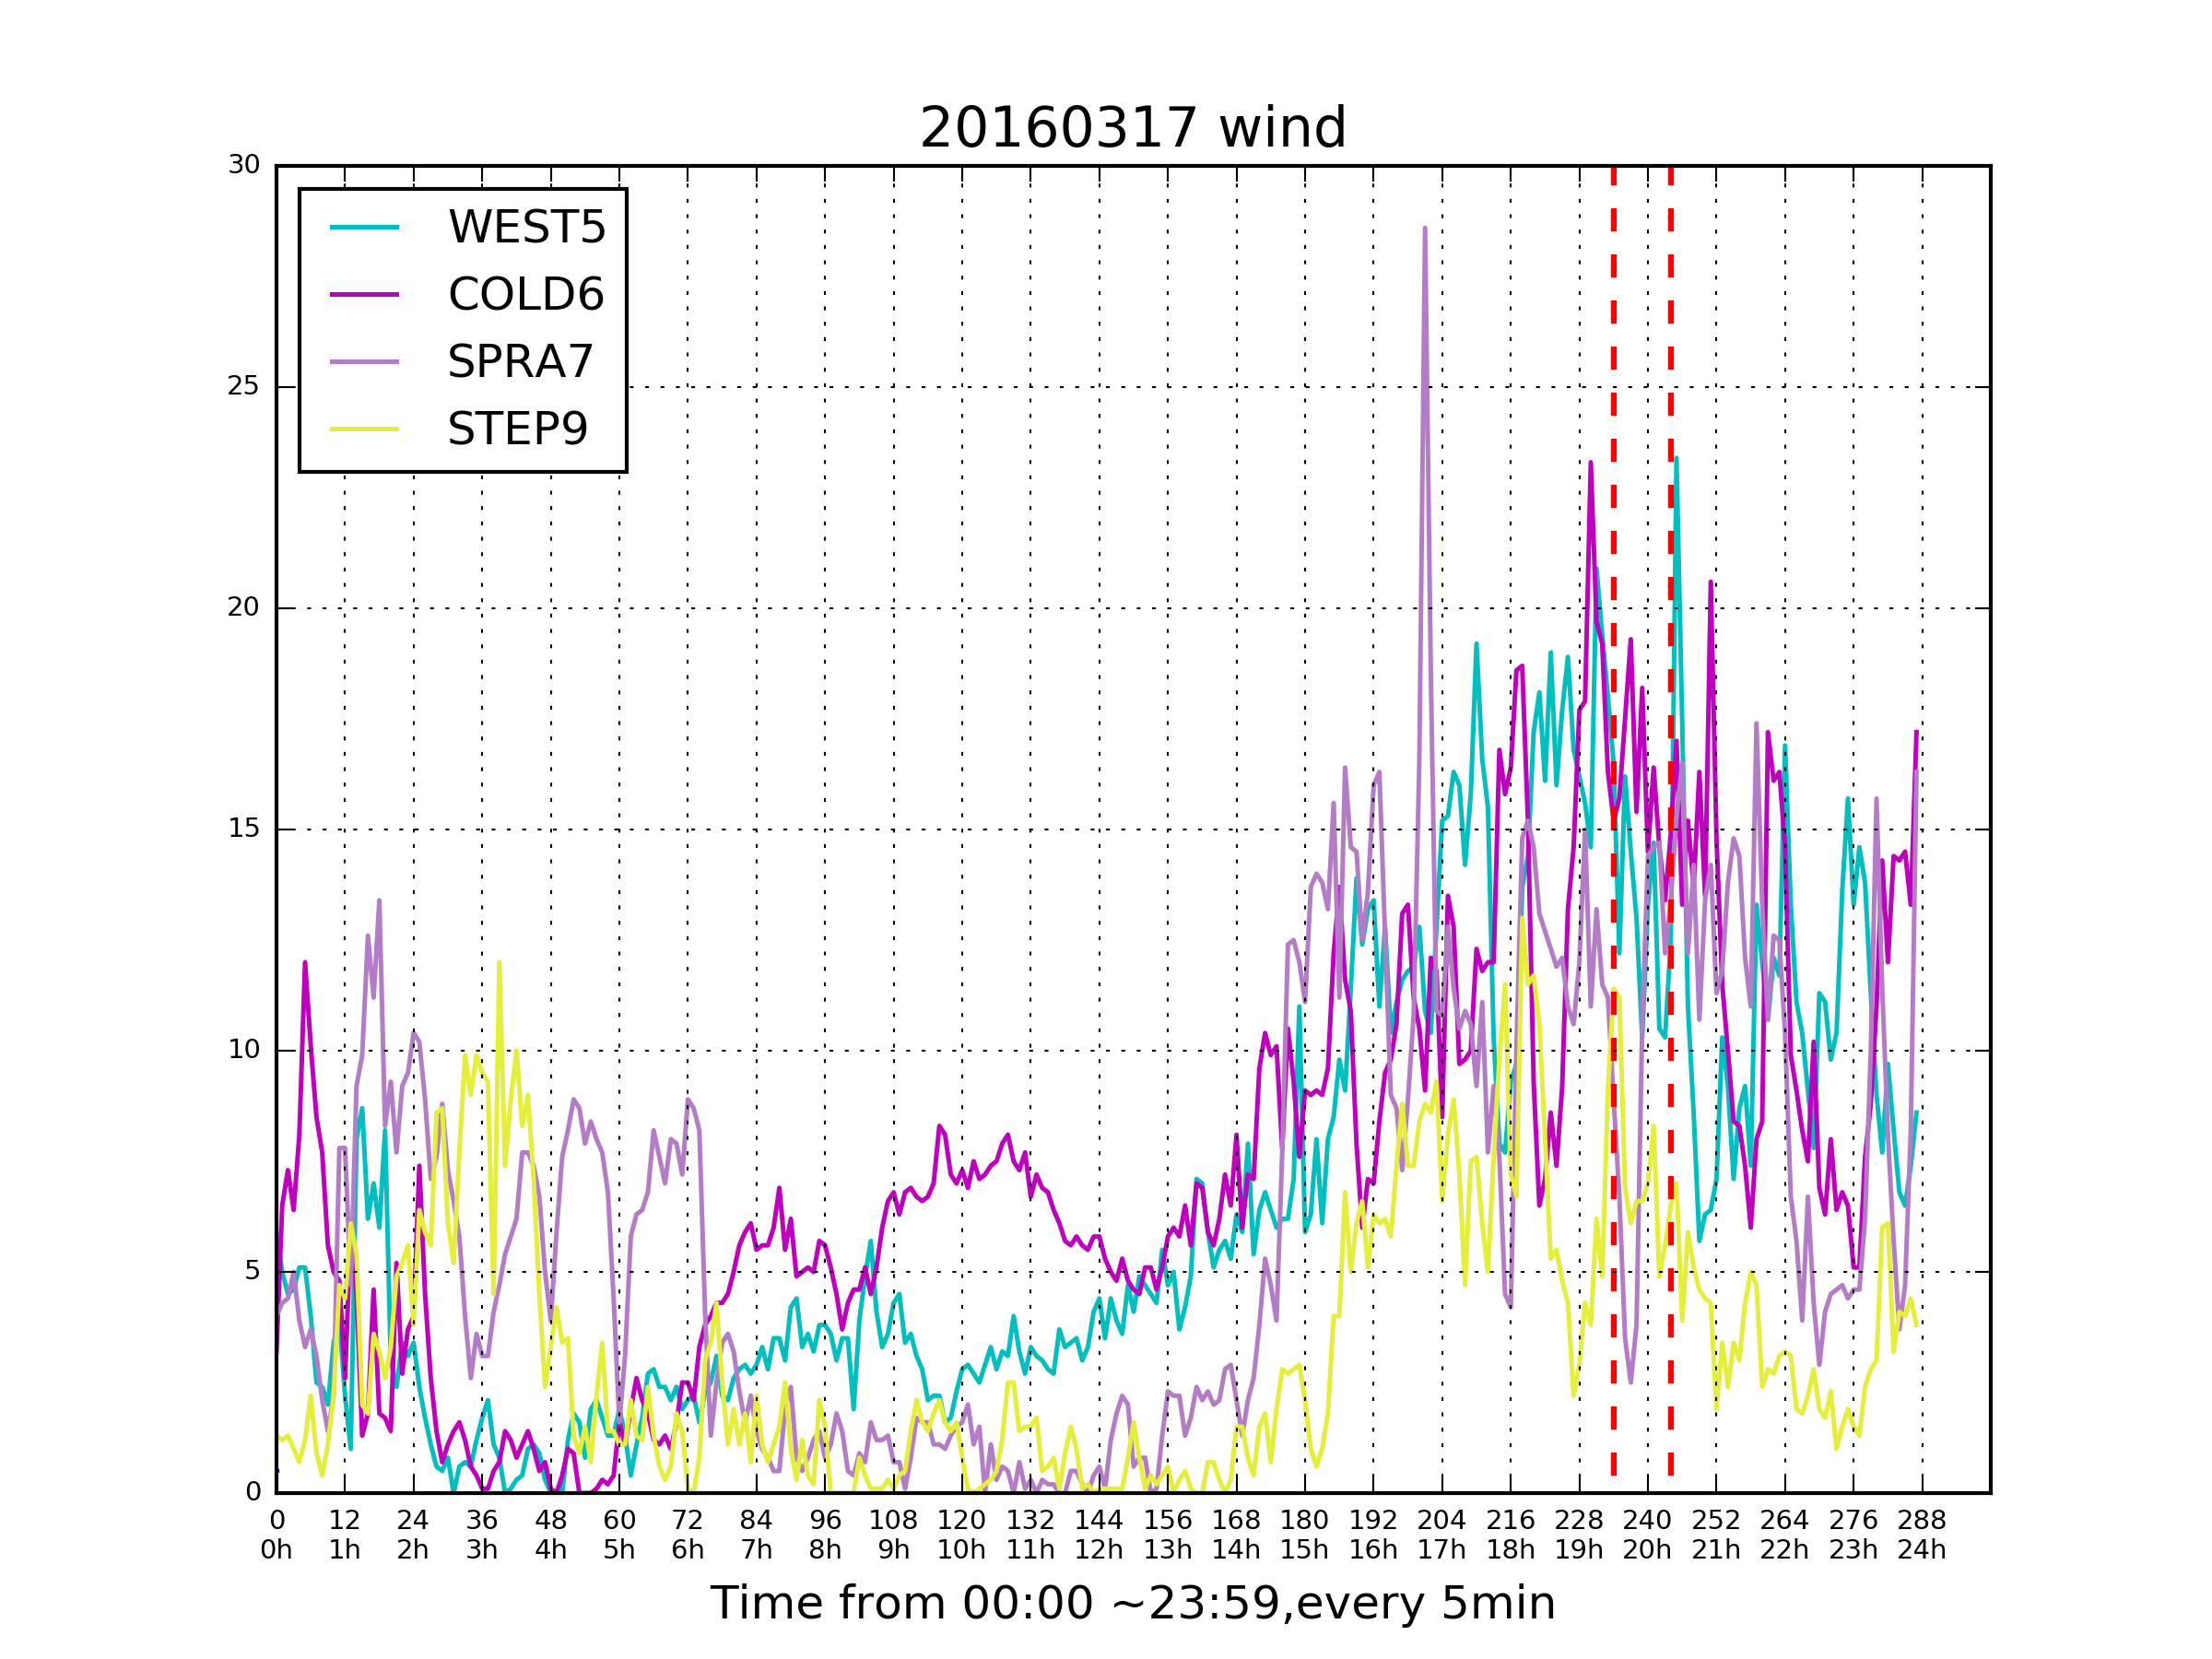 20160317 wind
30
25
20
15
10
5
0
WEST5
COLD6
SPRA7
STEP9
0 12 24 36 48 60 72 84 96 108 120 132 144 156 168 180 192 204 216 228 240 252 264 276 288
0h 1h 2h 3h 4h 5h 6h 7h 8h 9h 10h 11h 12h 13h 14h 15h 16h 17h 18h 19h 20h 21h 22h 23h 24h
Time from 00:00 ~23:59,every 5min